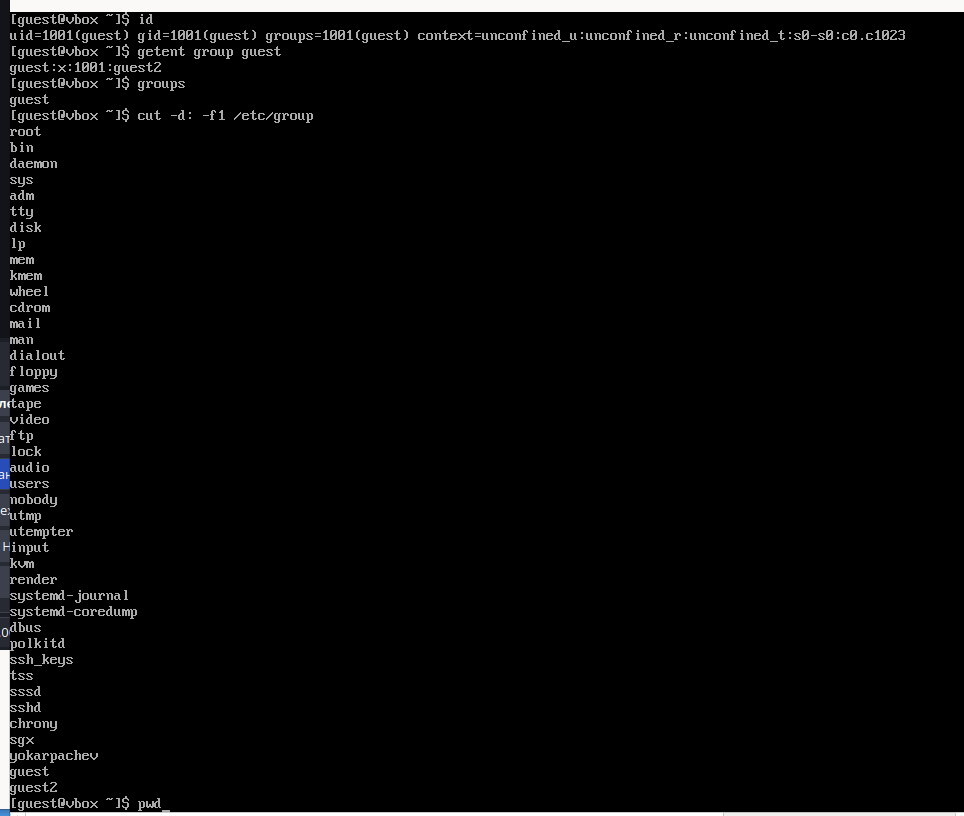 [guest@vbox ~]$ id
uid=1001(guest) gid=1001(guest) groups=1001(guest) context=unconfined_u:unconfined_r:unconfined_t:s0-s0:c0.c1023
[guest@vbox ~]$ getent group guest
guest:x:1001:guest2
[guest@vbox ~]$ groups
guest
[guest@vbox ~]$ cut -d: -f1 /etc/group
root
bin
daemon
sys
adm
tty
disk
lp
mem
kmem
wheel
cdrom
mail
man
dialout
floppy
games
tape
video
ftp
lock
audio
users
nobody
utmp
utempter
input
kvm
render
systemd-journal
systemd-coredump
dbus
polkitd
ssh_keys
tss
sssd
sshd
chrony
sgx
yokarpachev
guest
guest2
[guest@vbox ~]$ pwd_